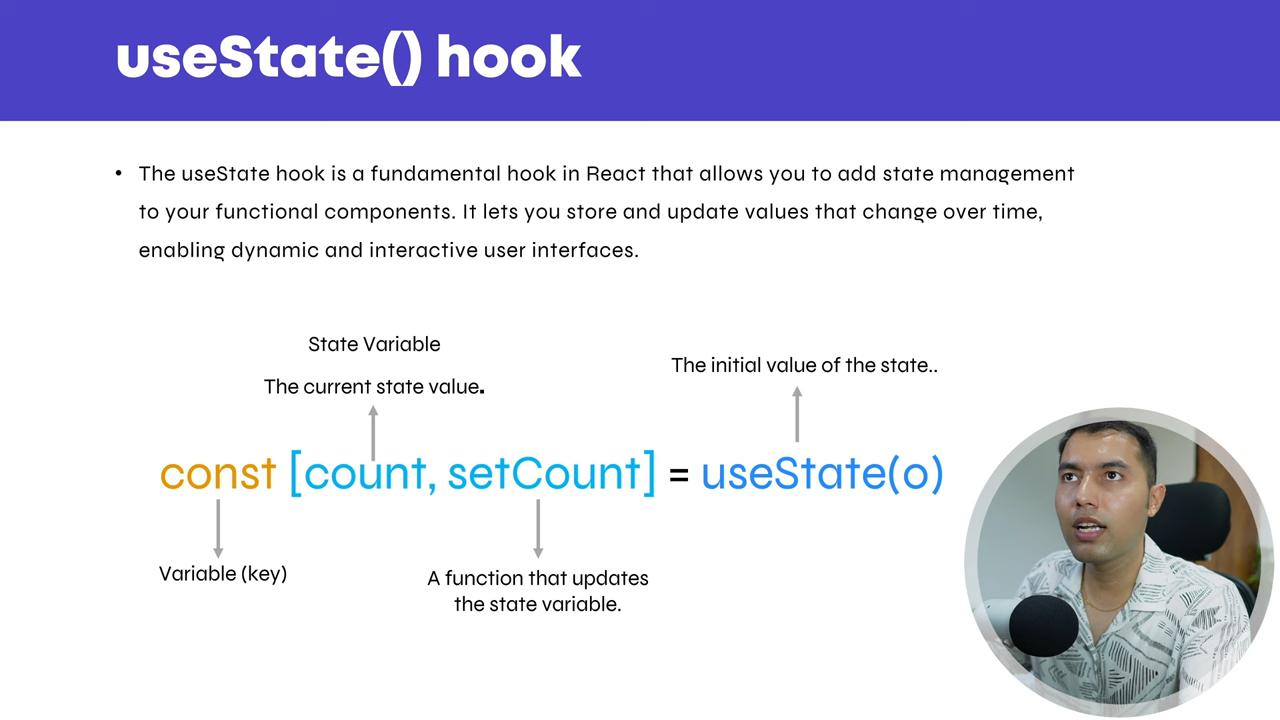 useState() hook
• The useState hook is a fundamental hook in React that allows you to add state management
to your functional components. It lets you store and update values that change over time,
enabling dynamic and interactive user interfaces.
State Variable
The current state value.
The initial value of the state..
const [count, setCount] = useState(o)
Variable (key)
A function that updates
the state variable.